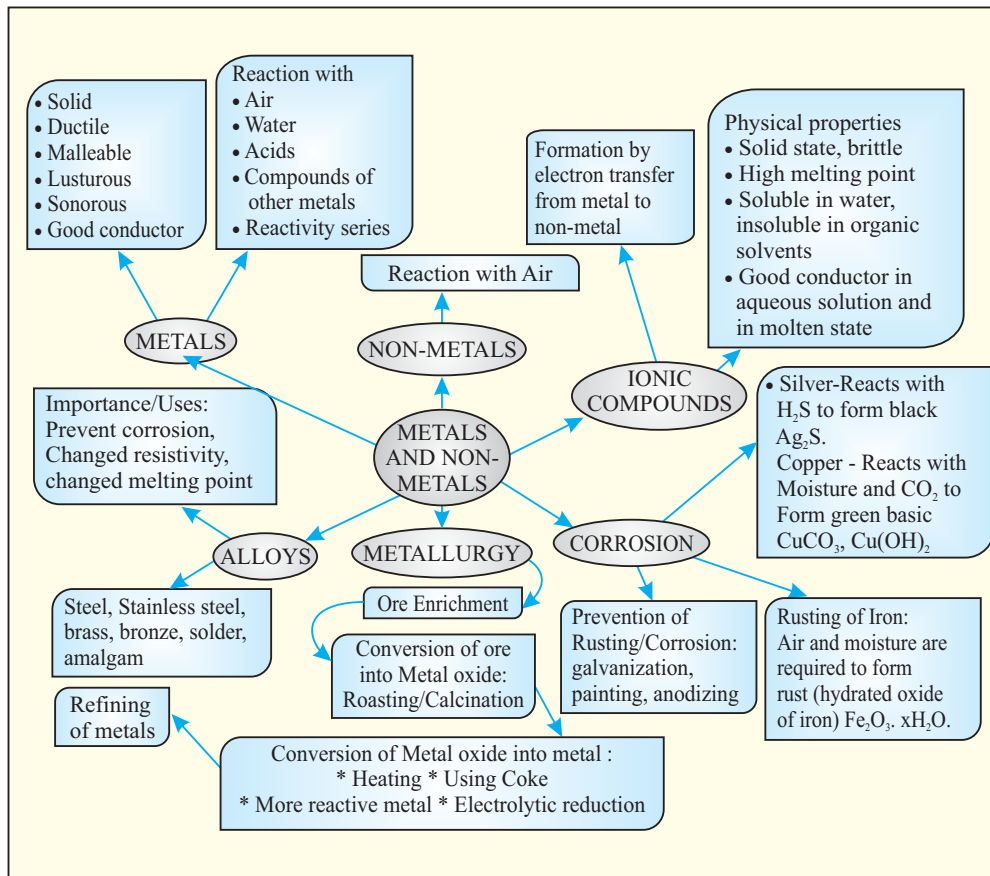 • Solid
• Ductile
• Malleable
• Lusturous
• Sonorous
• Good conductor
Reaction with
• Air
• Water
• Acids
• Compounds of
other metals
• Reactivity series
Formation by
electron transfer
from metal to
non-metal
Physical properties
• Solid state, brittle
• High melting point
• Soluble in water,
insoluble in organic
solvents
• Good conductor in
aqueous solution and
in molten state
Reaction with Air
METALS
NON-METALS
IONIC
COMPOUNDS
Importance/Uses:
Prevent corrosion,
Changed resistivity,
changed melting point
METALS
AND NON-
METALS
• Silver-Reacts with
H₂S to form black
Ag₂S.
Copper - Reacts with
Moisture and CO₂ to
Form green basic
CuCO₃, Cu(OH)₂
ALLOYS
METALLURGY
CORROSION
Steel, Stainless steel,
brass, bronze, solder,
amalgam
Ore Enrichment
Conversion of ore
into Metal oxide:
Roasting/Calcination
Prevention of
Rusting/Corrosion:
galvanization,
painting, anodizing
Rusting of Iron:
Air and moisture are
required to form
rust (hydrated oxide
of iron) Fe₂O₃. xH₂O.
Refining
of metals
Conversion of Metal oxide into metal :
* Heating * Using Coke
* More reactive metal * Electrolytic reduction